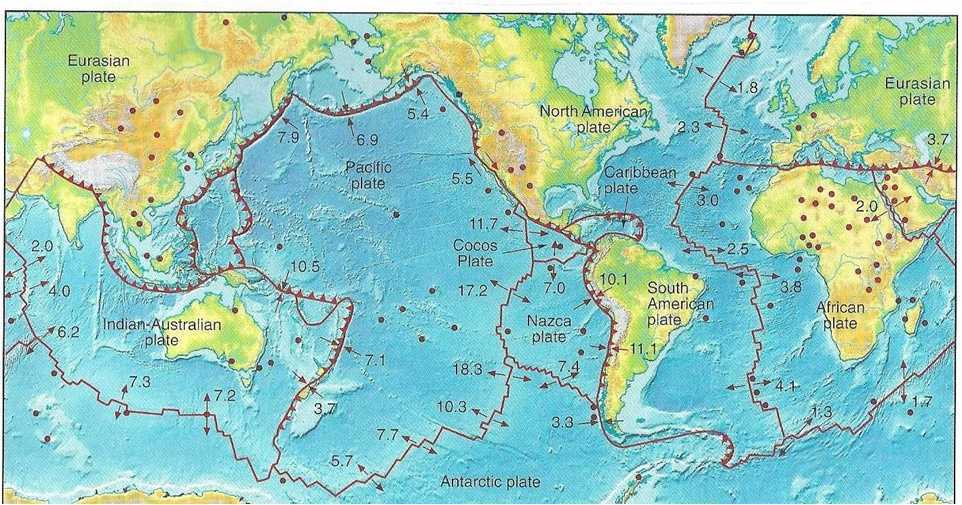 Eurasian
plate
North American
plate
Eurasian
plate
1.8
5.4
7.9
6.9
2.3
3.7
Pacific
plate
Caribbean
plate
5.5
3.0
2.0
11.7
2.0
Cocos
Plate
2.5
10.5
4.0
17.2
7.0
10.1
South
American
plate
3.8
African
plate
Indian-Australian
plate
6.2
Nazca
plate
7.1
11.1
7.4
18.3
7.3
7.2
4.1
3.7
10.3
3.3
1.3
1.7
7.7
5.7
Antarctic plate